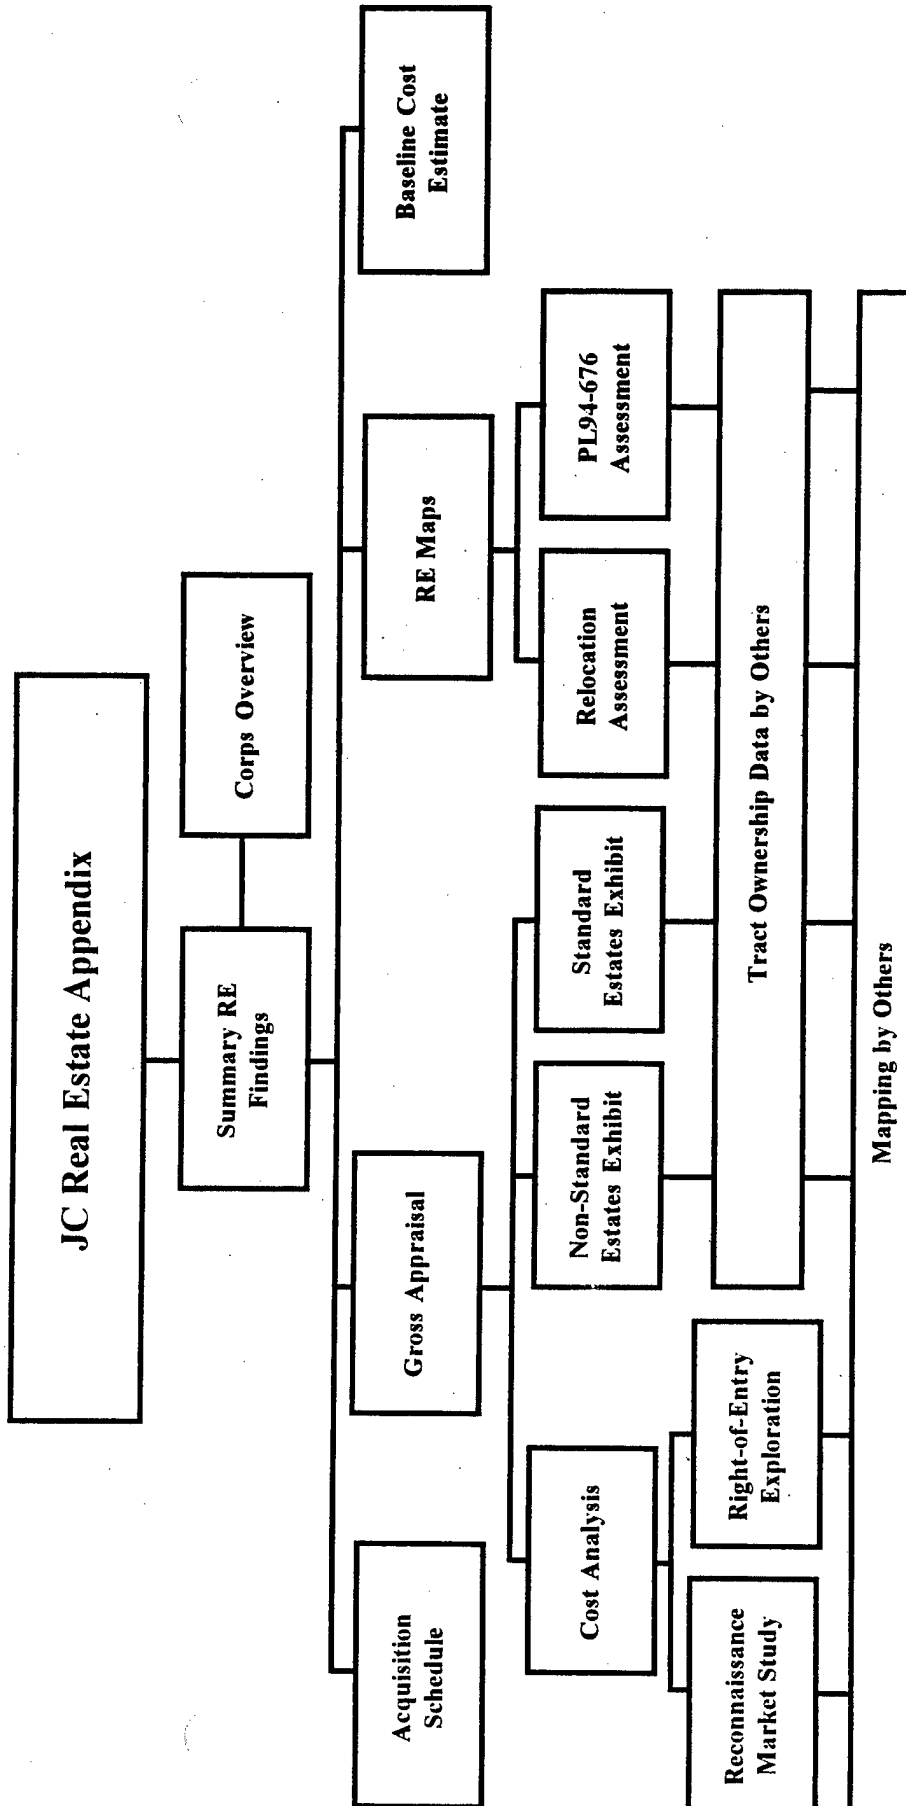 JC Real Estate Appendix
Summary RE
Findings
Corps Overview
Acquisition
Schedule
Gross Appraisal
RE Maps
Baseline Cost
Estimate
Cost Analysis
Non-Standard
Estates Exhibit
Standard
Estates Exhibit
Relocation
Assessment
PL94-676
Assessment
Reconnaissance
Market Study
Right-of-Entry
Exploration
Tract Ownership Data by Others
Mapping by Others